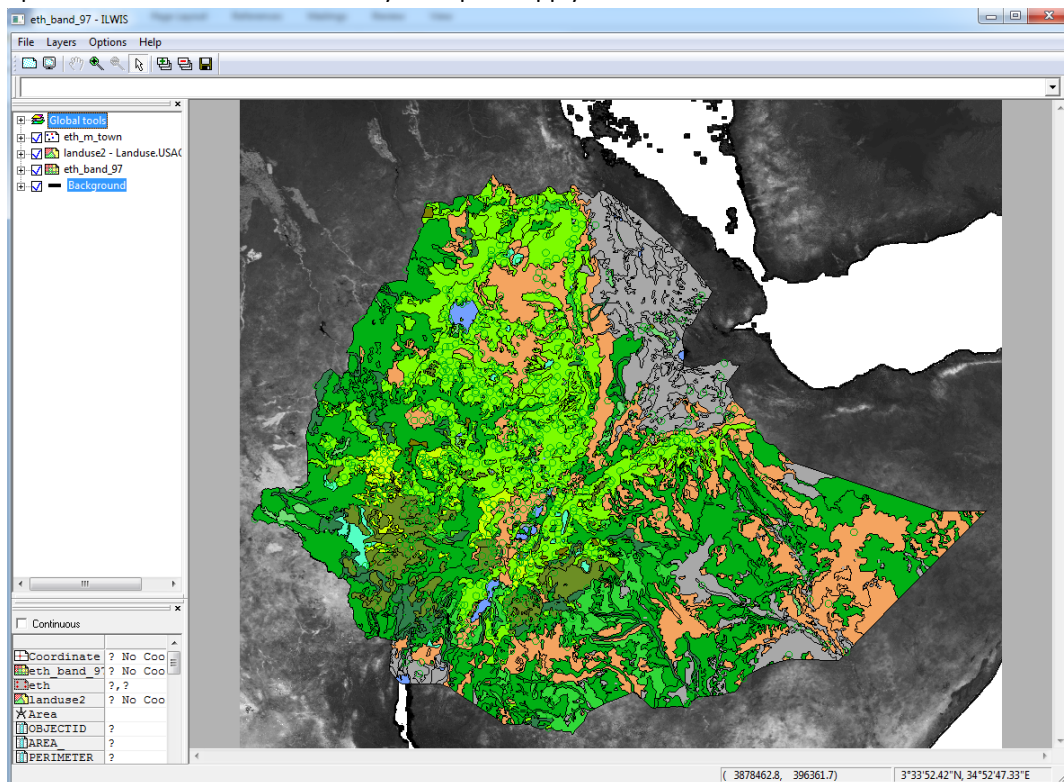 eth_band_97 - ILWIS
File Layers Options Help
Global tools
eth_m_town
landuse2 - Landuse.USA(
eth_band_97
Background
Continuous
Coordinate ? No Coo
eth_band_97 ? No Coo
eth ?,?
landuse2 ? No Coo
Area
OBJECTID ?
AREA_ ?
PERIMETER ?
( 3878462.8, 396361.7) 3°33'52.42"N, 34°52'47.33"E